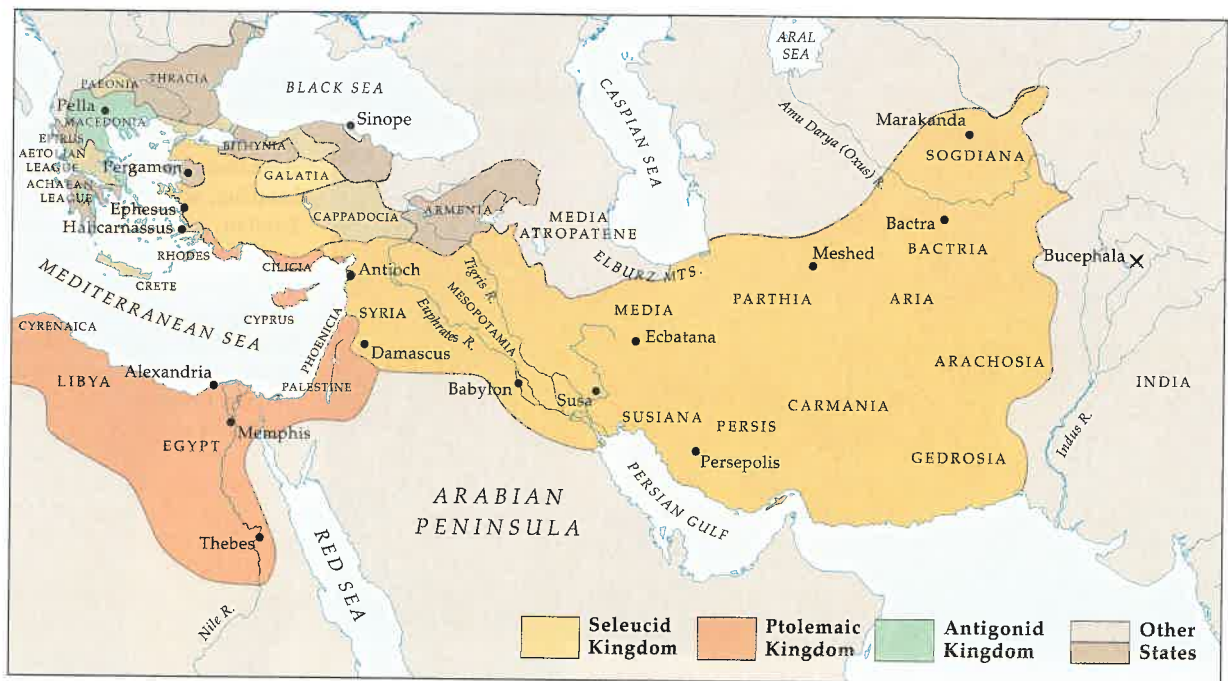 ARAL
SEA
BLACK SEA
CASPIAN SEA
Amu Darya (Oxus) R.
THRACIA
PAEONIA
Pella
MACEDONIA
EPIRUS
AETOLIAN
LEAGUE
ACHAEAN
LEAGUE
Sinope
BITHYNIA
Pergamon
GALATIA
Ephesus
Halicarnassus
CAPPADOCIA
ARMENIA
MEDIA
ATROPATENE
ELBURZ MTS.
Marakanda
SOGDIANA
Bactra
BACTRIA
Meshed
Bucephala
RHODES
CILICIA
Antioch
CRETE
CYPRUS
MEDITERRANEAN SEA
Tigris R.
MESOPOTAMIA
Euphrates R.
SYRIA
PHOENICIA
Damascus
PALESTINE
MEDIA
PARTHIA
ARIA
Ecbatana
ARACHOSIA
INDIA
CYRENAICA
LIBYA
Alexandria
Babylon
Susa
SUSIANA
PERSIS
CARMANIA
Memphis
EGYPT
Persepolis
GEDROSIA
Indus R.
ARABIAN
PENINSULA
PERSIAN GULF
Thebes
RED SEA
Nile R.
Seleucid
Kingdom
Ptolemaic
Kingdom
Antigonid
Kingdom
Other
States